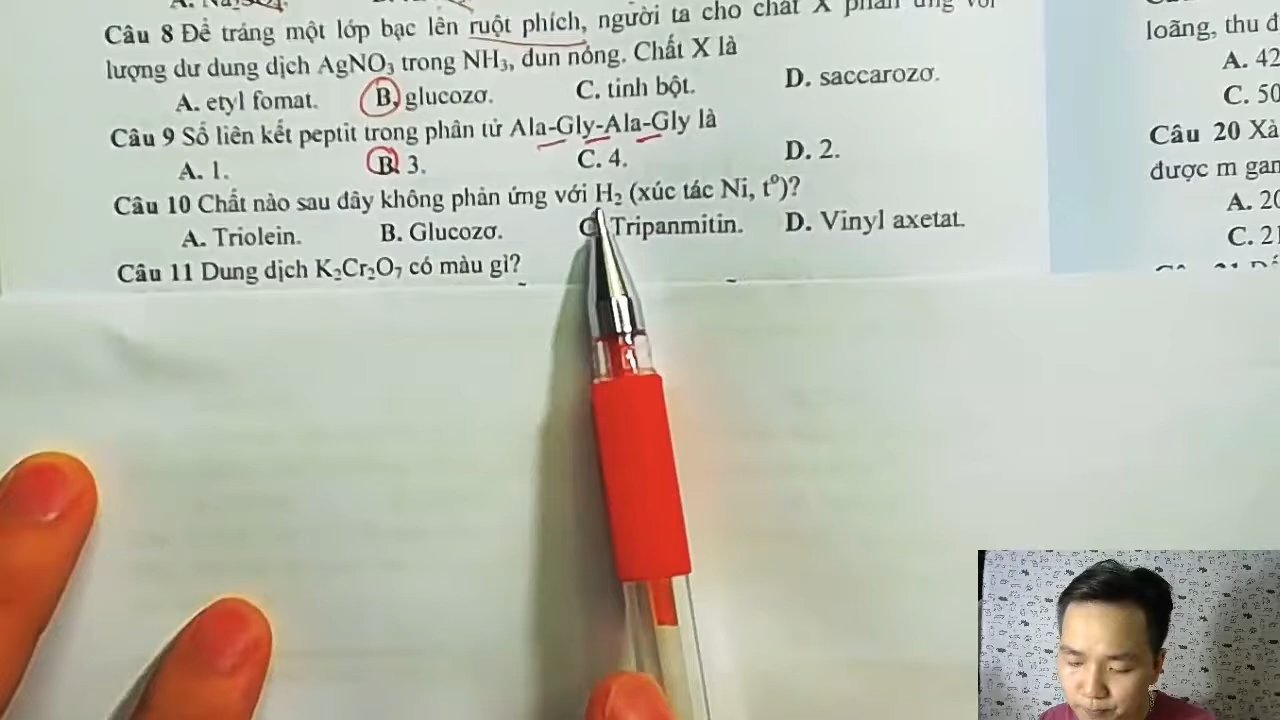 Câu 8 Để tráng một lớp bạc lên ruột phích, người ta cho chất X phản ứng với
lượng dư dung dịch AgNO₃ trong NH₃, đun nóng. Chất X là
A. etyl fomat. B. glucozơ. C. tinh bột. D. saccarozơ.
Câu 9 Số liên kết peptit trong phân tử Ala-Gly-Ala-Gly là
A. 1. B. 3. C. 4. D. 2.
Câu 10 Chất nào sau đây không phản ứng với H₂ (xúc tác Ni, t⁰)?
A. Triolein. B. Glucozơ. C Tripanmitin. D. Vinyl axetat.
Câu 11 Dung dịch K₂Cr₂O₇ có màu gì?
loãng, thu
A. 42
C. 50
Câu 20
được m
A. 20
C. 21